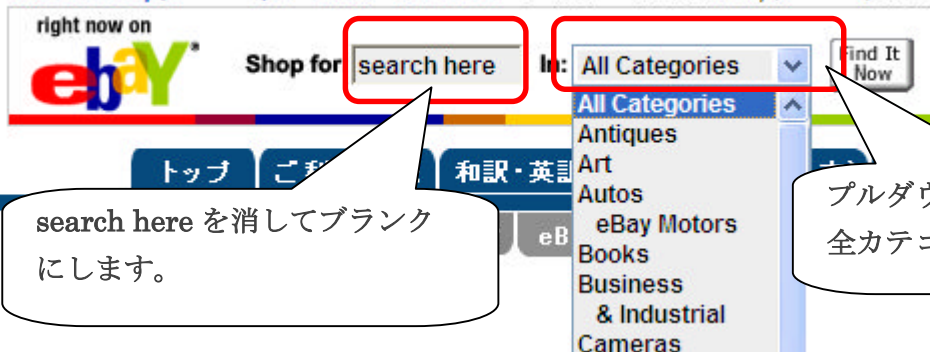 right now on
ebY
Shop for search here In: All Categories Find It Now
All Categories
Antiques
Art
Autos
eBay Motors
Books
Business
& Industrial
Cameras
トップ
和訳・英
eB
search here を消してブランク
にします。
プルダ
全カテ